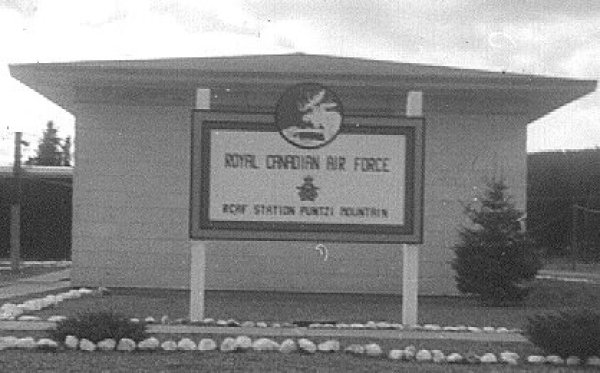 ROYAL CANADIAN AIR FORCE
RCAF STATION PUNTZI MOUNTAIN